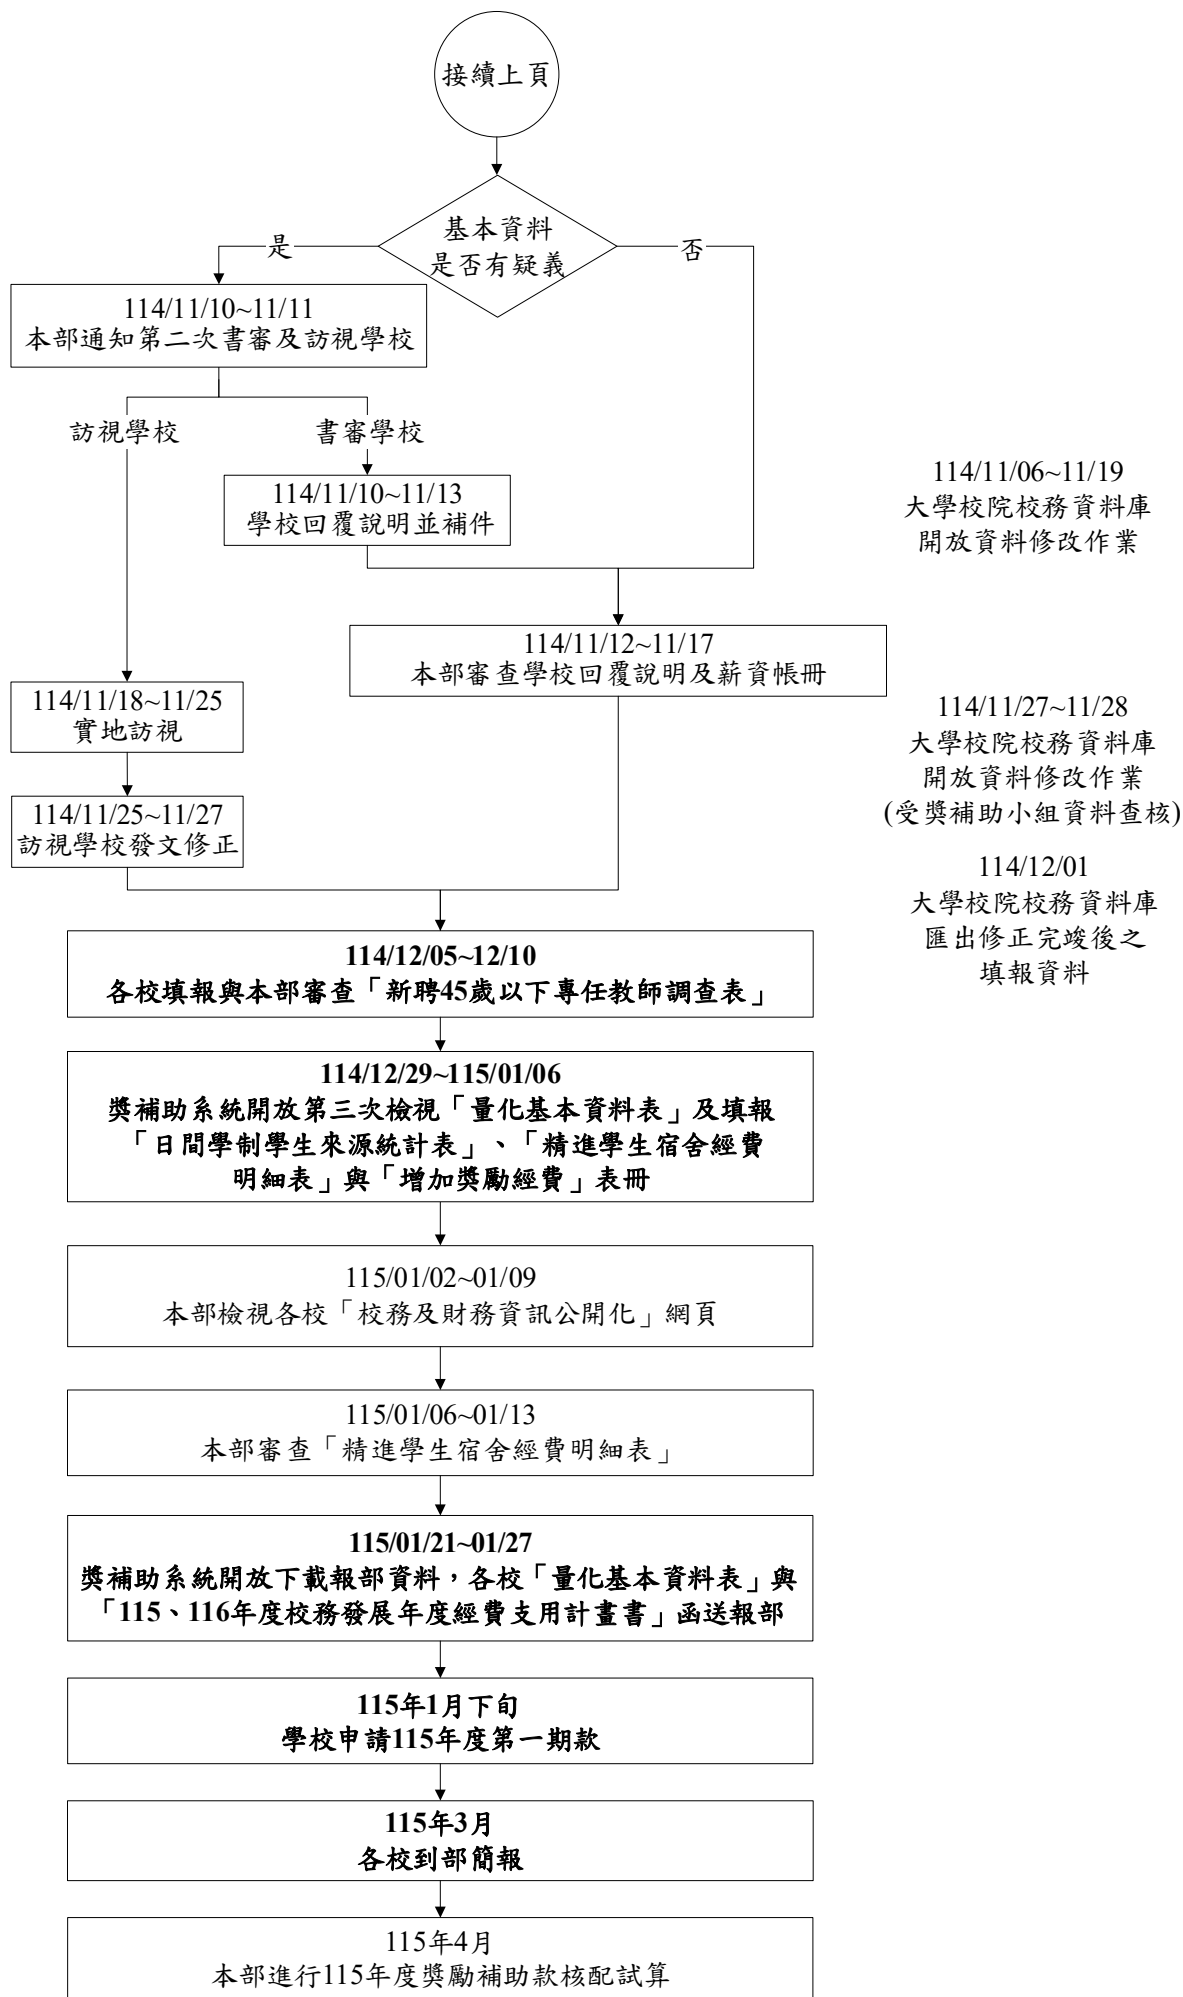 接續上頁
基本資料
是否有疑義
是
否
114/11/10~11/11
本部通知第二次書審及訪視學校
訪視學校
書審學校
114/11/10~11/13
學校回覆說明並補件
114/11/06~11/19
大學校院校務資料庫
開放資料修改作業
114/11/12~11/17
本部審查學校回覆說明及薪資帳冊
114/11/18~11/25
實地訪視
114/11/27~11/28
大學校院校務資料庫
開放資料修改作業
(受獎補助小組資料查核)
114/11/25~11/27
訪視學校發文修正
114/12/01
大學校院校務資料庫
匯出修正完竣後之
填報資料
114/12/05~12/10
各校填報與本部審查「新聘45歲以下專任教師調查表」
114/12/29~115/01/06
獎補助系統開放第三次檢視「量化基本資料表」及填報
「日間學制學生來源統計表」、「精進學生宿舍經費
明細表」與「增加獎勵經費」表冊
115/01/02~01/09
本部檢視各校「校務及財務資訊公開化」網頁
115/01/06~01/13
本部審查「精進學生宿舍經費明細表」
115/01/21~01/27
獎補助系統開放下載報部資料，各校「量化基本資料表」與
「115、116年度校務發展年度經費支用計畫書」函送報部
115年1月下旬
學校申請115年度第一期款
115年3月
各校到部簡報
115年4月
本部進行115年度獎勵補助款核配試算